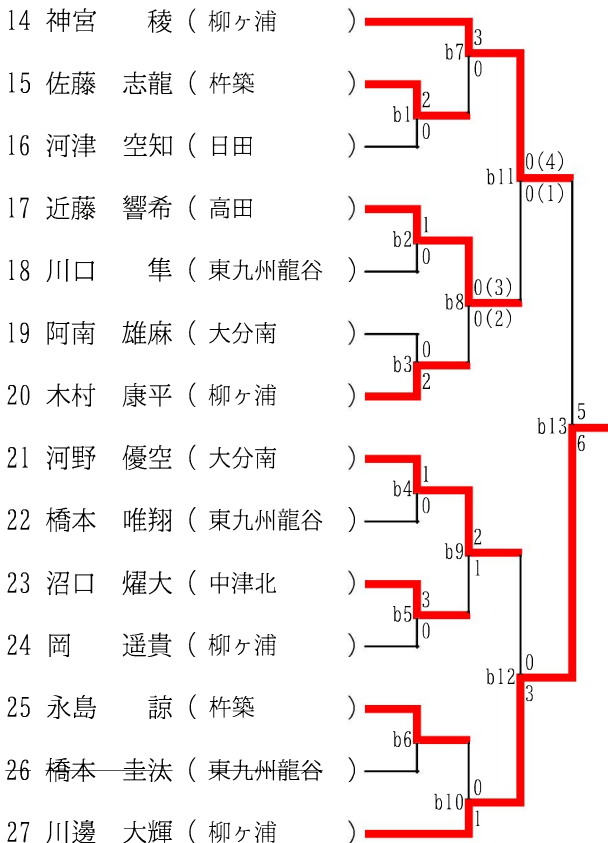 14 神宮 稜 ( 柳ヶ浦 )
3
b7
0
15 佐藤 志龍 ( 杵築 )
2
b1
0
16 河津 空知 ( 日田 )
0(4)
b11
0(1)
17 近藤 響希 ( 高田 )
1
b2
0
18 川口 隼 ( 東九州龍谷 )
0(3)
b8
0(2)
19 阿南 雄麻 ( 大分南 )
0
b3
2
20 木村 康平 ( 柳ヶ浦 )
5
b13
6
21 河野 優空 ( 大分南 )
1
b4
0
22 橋本 唯翔 ( 東九州龍谷 )
2
b9
1
23 沼口 燿大 ( 中津北 )
3
b5
0
24 岡 遥貴 ( 柳ヶ浦 )
0
b12
3
25 永島 諒 ( 杵築 )
b6
26 橋本 圭汰 ( 東九州龍谷 )
0
b10
1
27 川邊 大輝 ( 柳ヶ浦 )